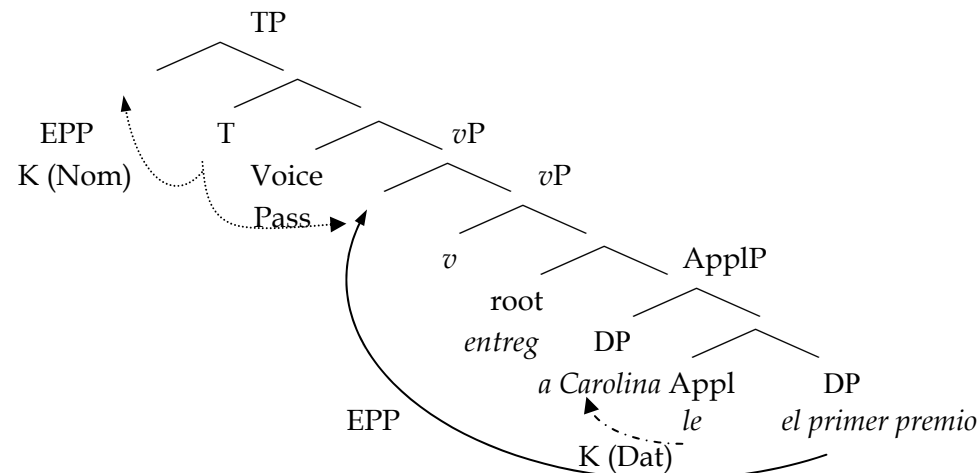 TP
EPP T vP
K (Nom) Voice vP
Pass
v ApplP
root
entreg DP
a Carolina Appl DP
EPP le el primer premio
K (Dat)